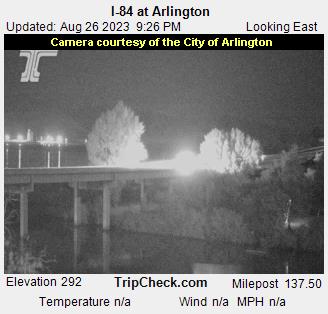 I-84 at Arlington
Updated: Aug 26 2023 9:26 PM Looking East
Camera courtesy of the City of Arlington
Elevation 292 TripCheck.com Milepost 137.50
Temperature n/a Wind n/a MPH n/a